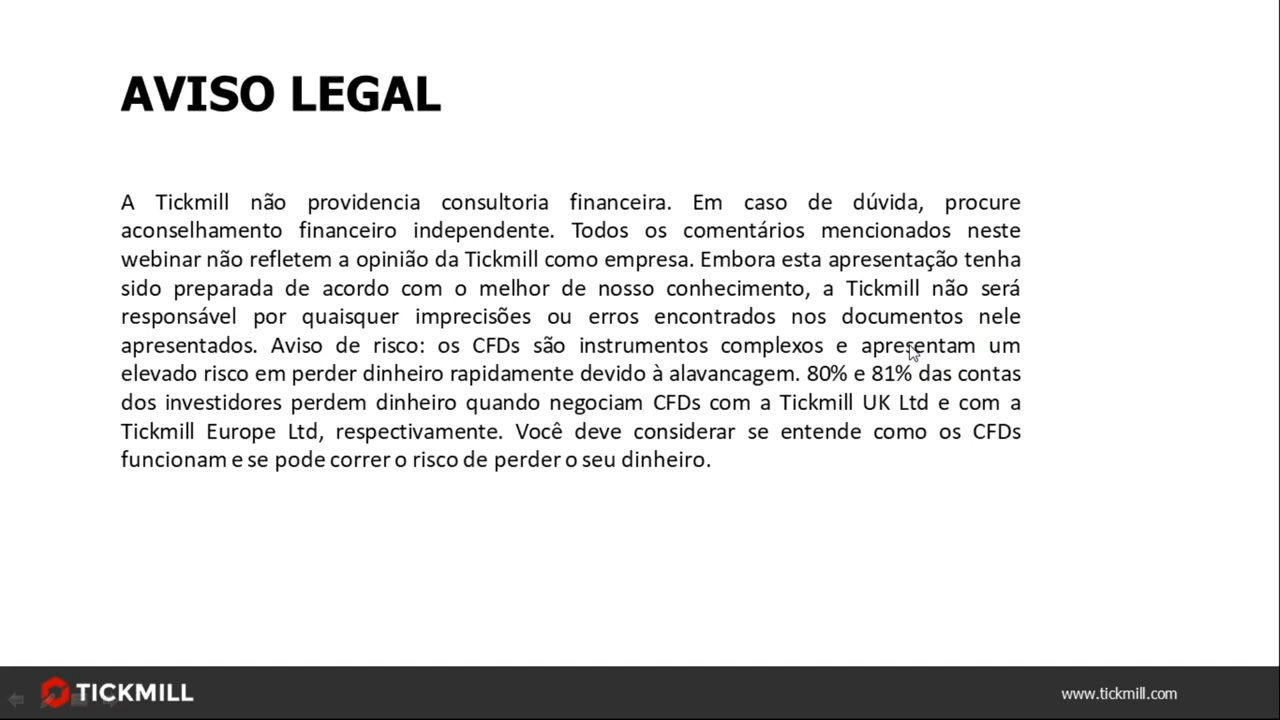 AVISO LEGAL
A Tickmill não providencia consultoria financeira. Em caso de dúvida, procure
aconselhamento financeiro independente. Todos os comentários mencionados neste
webinar não refletem a opinião da Tickmill como empresa. Embora esta apresentação tenha
sido preparada de acordo com o melhor de nosso conhecimento, a Tickmill não será
responsável por quaisquer imprecisões ou erros encontrados nos documentos nele
apresentados. Aviso de risco: os CFDs são instrumentos complexos e apresentam um
elevado risco em perder dinheiro rapidamente devido à alavancagem. 80% e 81% das contas
dos investidores perdem dinheiro quando negociam CFDs com a Tickmill UK Ltd e com a
Tickmill Europe Ltd, respectivamente. Você deve considerar se entende como os CFDs
funcionam e se pode correr o risco de perder o seu dinheiro.
TICKMILL
www.tickmill.com